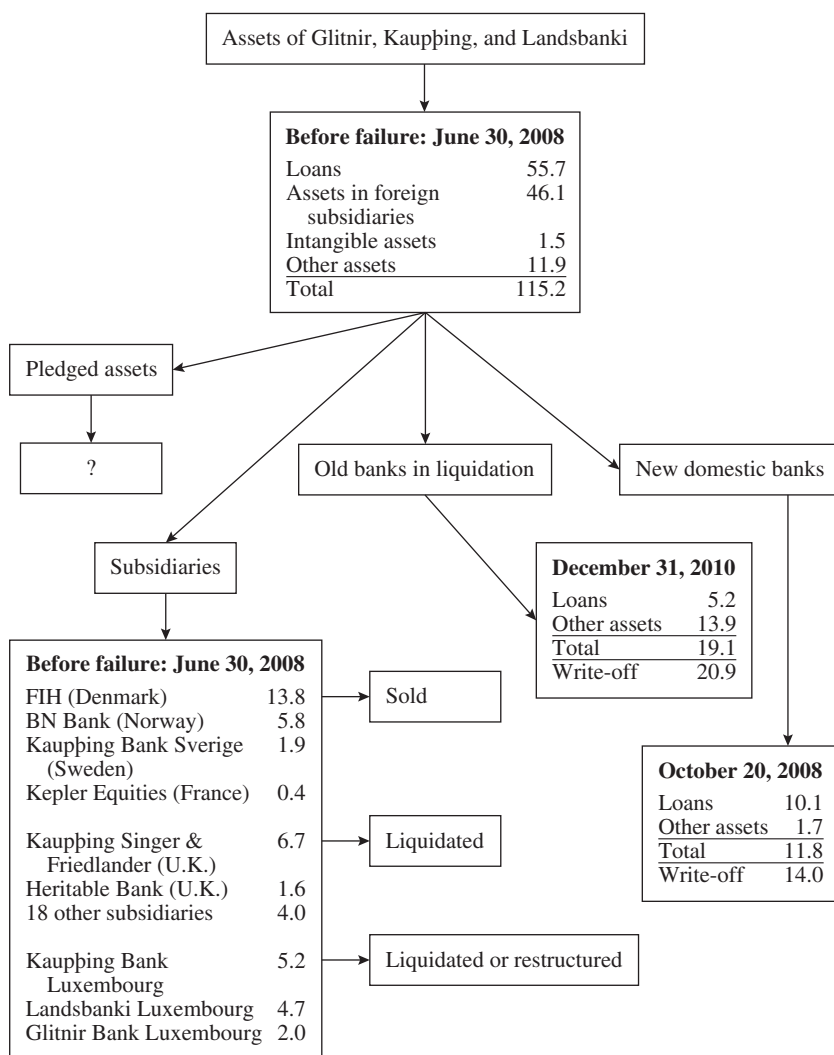 Assets of Glitnir, Kaupþing, and Landsbanki
Before failure: June 30, 2008
Loans 55.7
Assets in foreign 46.1
subsidiaries
Intangible assets 1.5
Other assets 11.9
Total 115.2
Pledged assets
?
Old banks in liquidation
New domestic banks
Subsidiaries
December 31, 2010
Loans 5.2
Other assets 13.9
Total 19.1
Write-off 20.9
October 20, 2008
Loans 10.1
Other assets 1.7
Total 11.8
Write-off 14.0
Before failure: June 30, 2008
FIH (Denmark) 13.8
BN Bank (Norway) 5.8
Kaupþing Bank Sverige 1.9
(Sweden)
Kepler Equities (France) 0.4
Sold
Kaupþing Singer & 6.7
Friedlander (U.K.)
Heritable Bank (U.K.) 1.6
18 other subsidiaries 4.0
Liquidated
Kaupþing Bank 5.2
Luxembourg
Landsbanki Luxembourg 4.7
Glitnir Bank Luxembourg 2.0
Liquidated or restructured